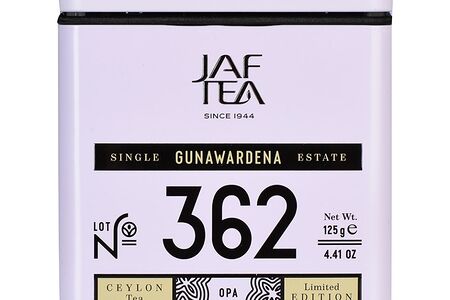 JAF
TEA
SINCE 1944
SINGLE GUNAWARDENA ESTATE
LOT
No
362
Net Wt.
125 g e
4.41 OZ
CEYLON
Tea
OPA
Limited
EDITION